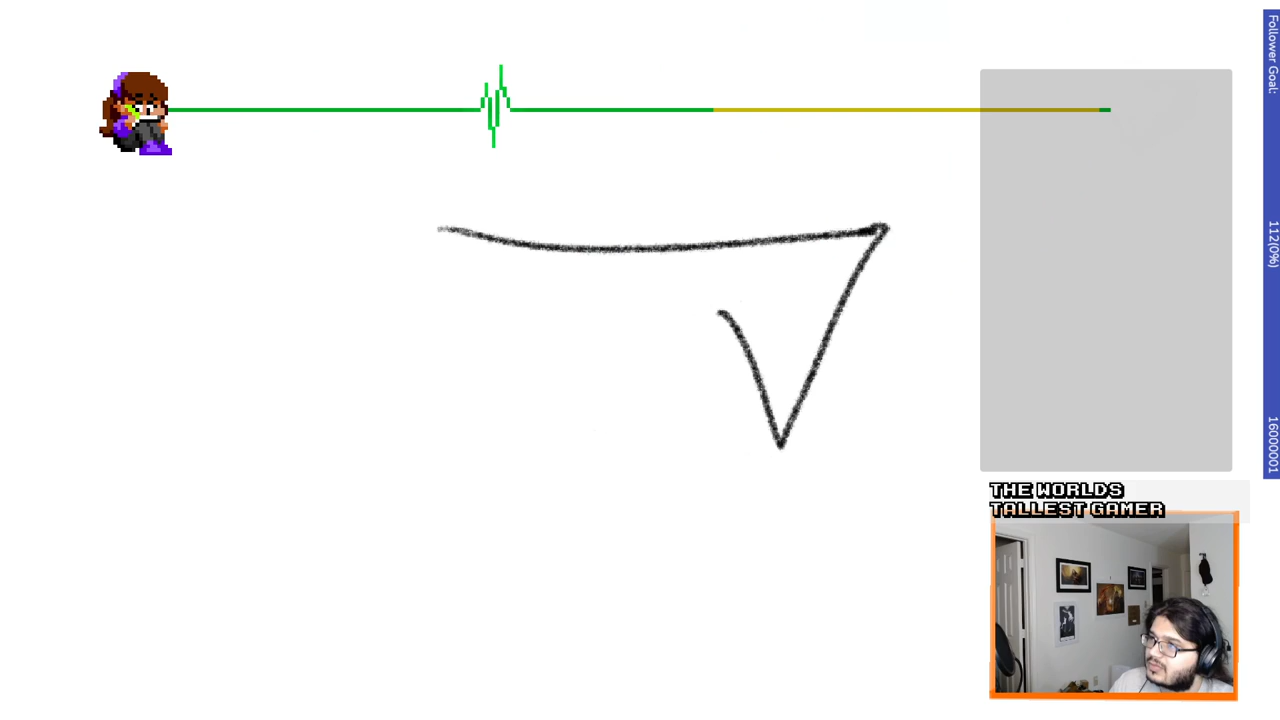 Follower Goal:
112(0%)
16000001
THE WORLDS
TALLEST GAMER